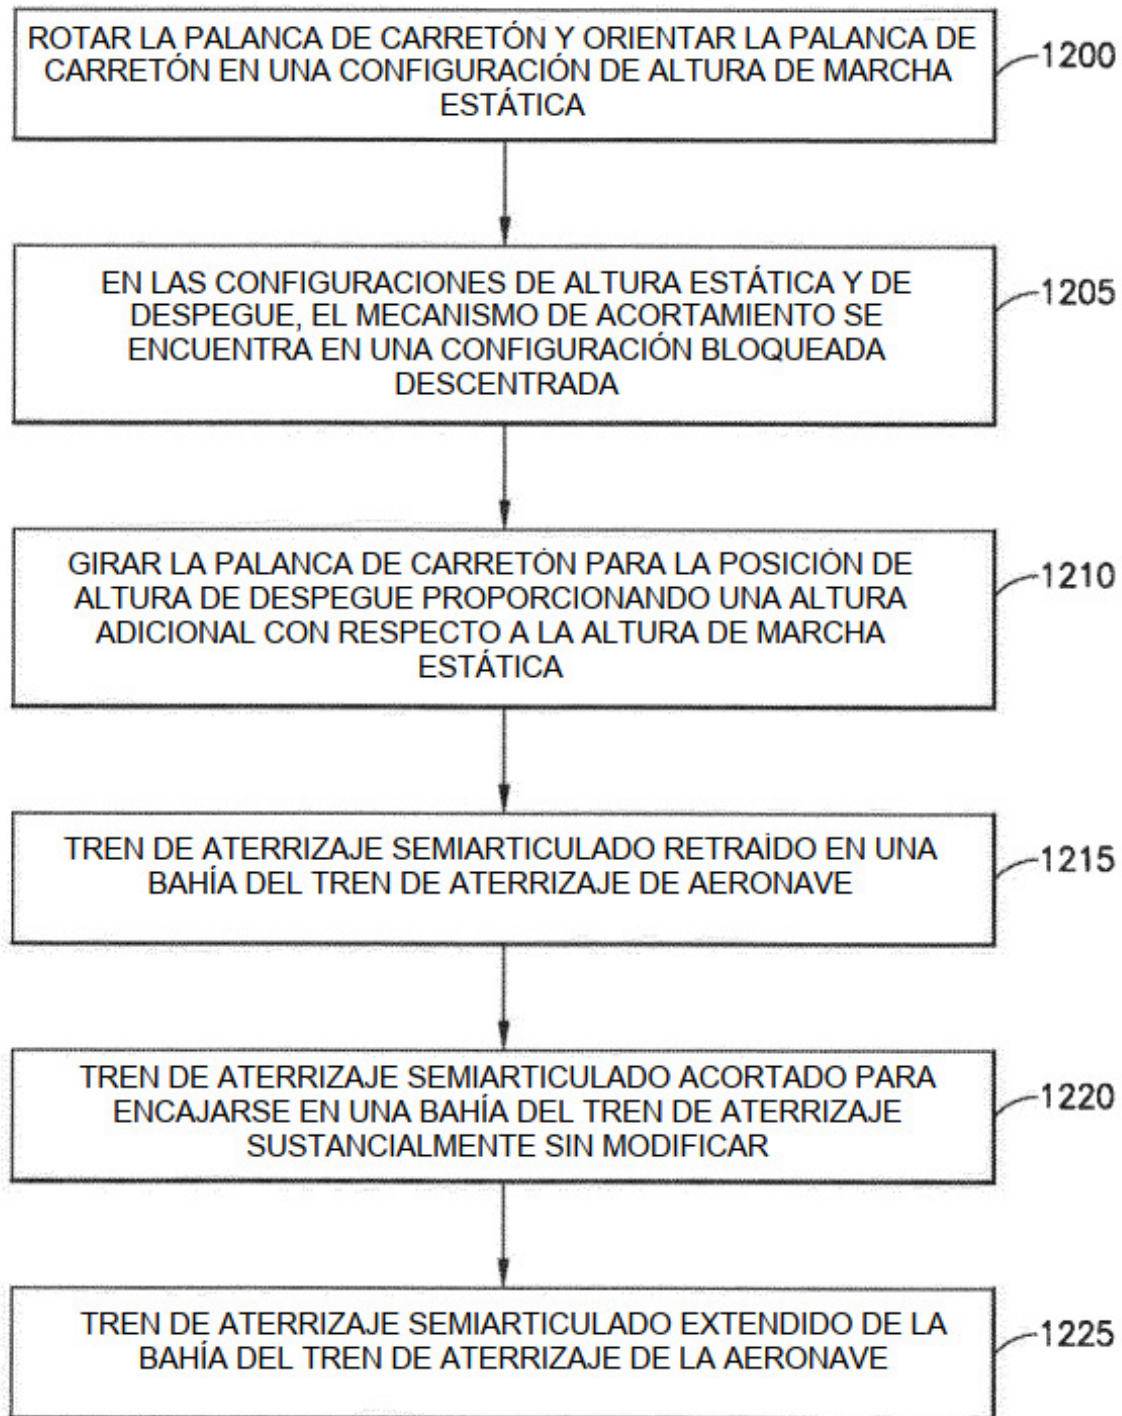 ROTAR LA PALANCA DE CARRETÓN Y ORIENTAR LA PALANCA DE
CARRETÓN EN UNA CONFIGURACIÓN DE ALTURA DE MARCHA
ESTÁTICA
1200
EN LAS CONFIGURACIONES DE ALTURA ESTÁTICA Y DE
DESPEGUE, EL MECANISMO DE ACORTAMIENTO SE
ENCUENTRA EN UNA CONFIGURACIÓN BLOQUEADA
DESCENTRADA
1205
GIRAR LA PALANCA DE CARRETÓN PARA LA POSICIÓN DE
ALTURA DE DESPEGUE PROPORCIONANDO UNA ALTURA
ADICIONAL CON RESPECTO A LA ALTURA DE MARCHA
ESTÁTICA
1210
TREN DE ATERRIZAJE SEMIARTICULADO RETRAÍDO EN UNA
BAHÍA DEL TREN DE ATERRIZAJE DE AERONAVE
1215
TREN DE ATERRIZAJE SEMIARTICULADO ACORTADO PARA
ENCAJARSE EN UNA BAHÍA DEL TREN DE ATERRIZAJE
SUSTANCIALMENTE SIN MODIFICAR
1220
TREN DE ATERRIZAJE SEMIARTICULADO EXTENDIDO DE LA
BAHÍA DEL TREN DE ATERRIZAJE DE LA AERONAVE
1225